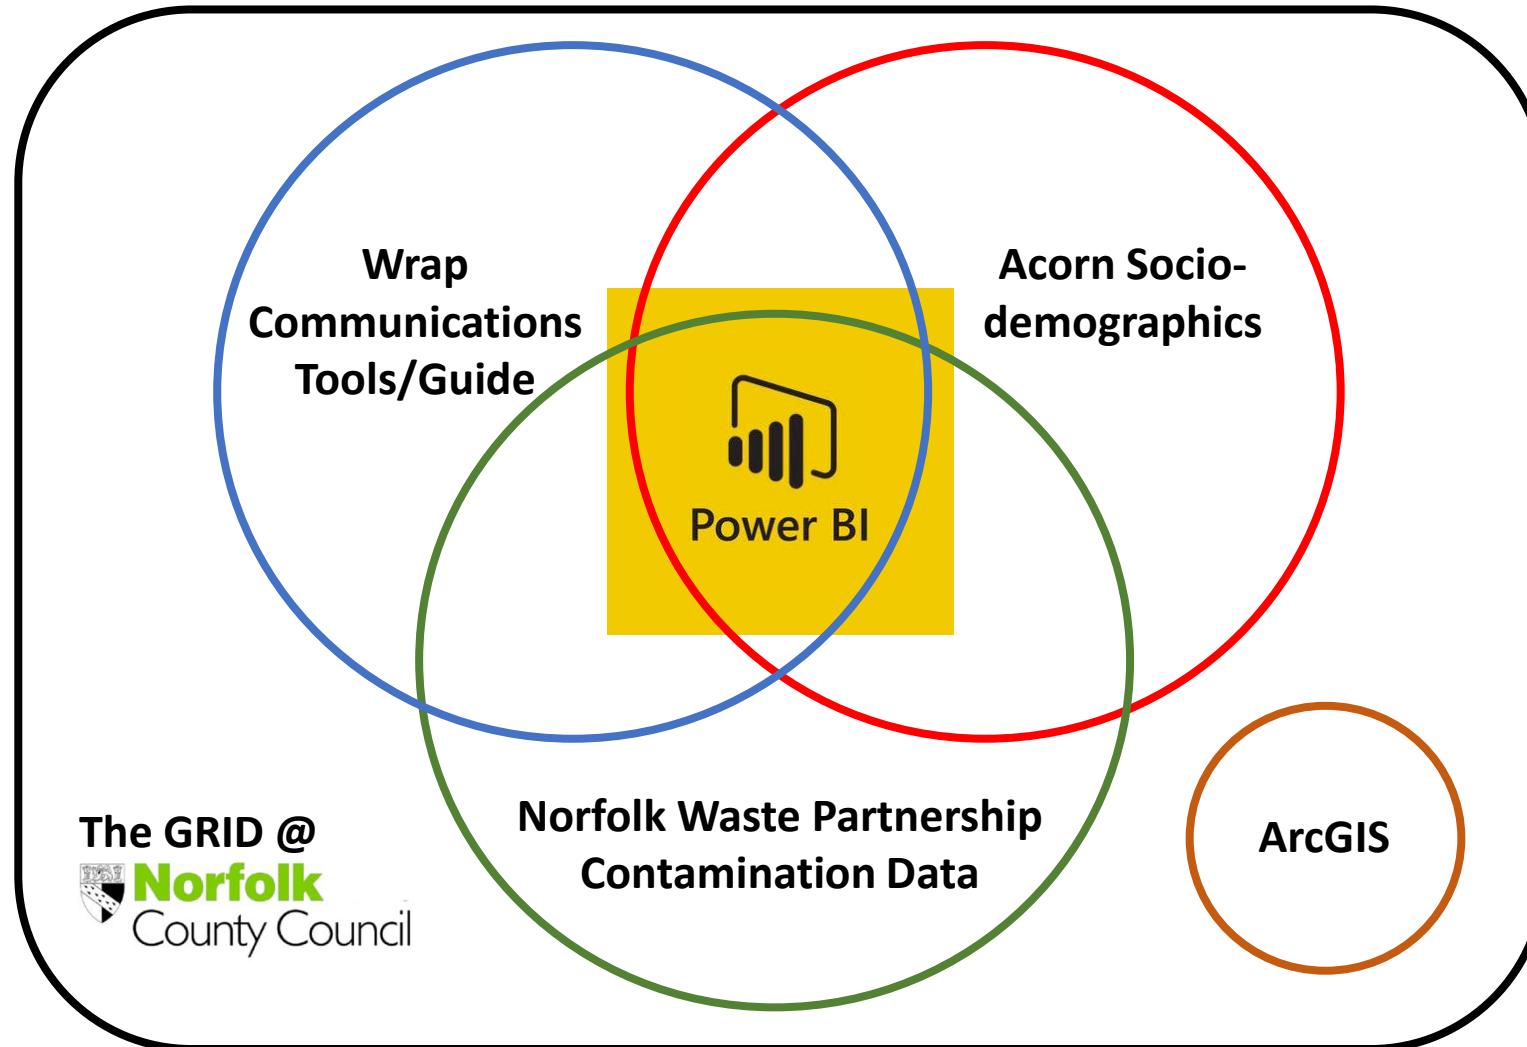 Wrap
Communications
Tools/Guide
Acorn Socio-
demographics
Power BI
Norfolk Waste Partnership
Contamination Data
The GRID @
Norfolk
County Council
ArcGIS